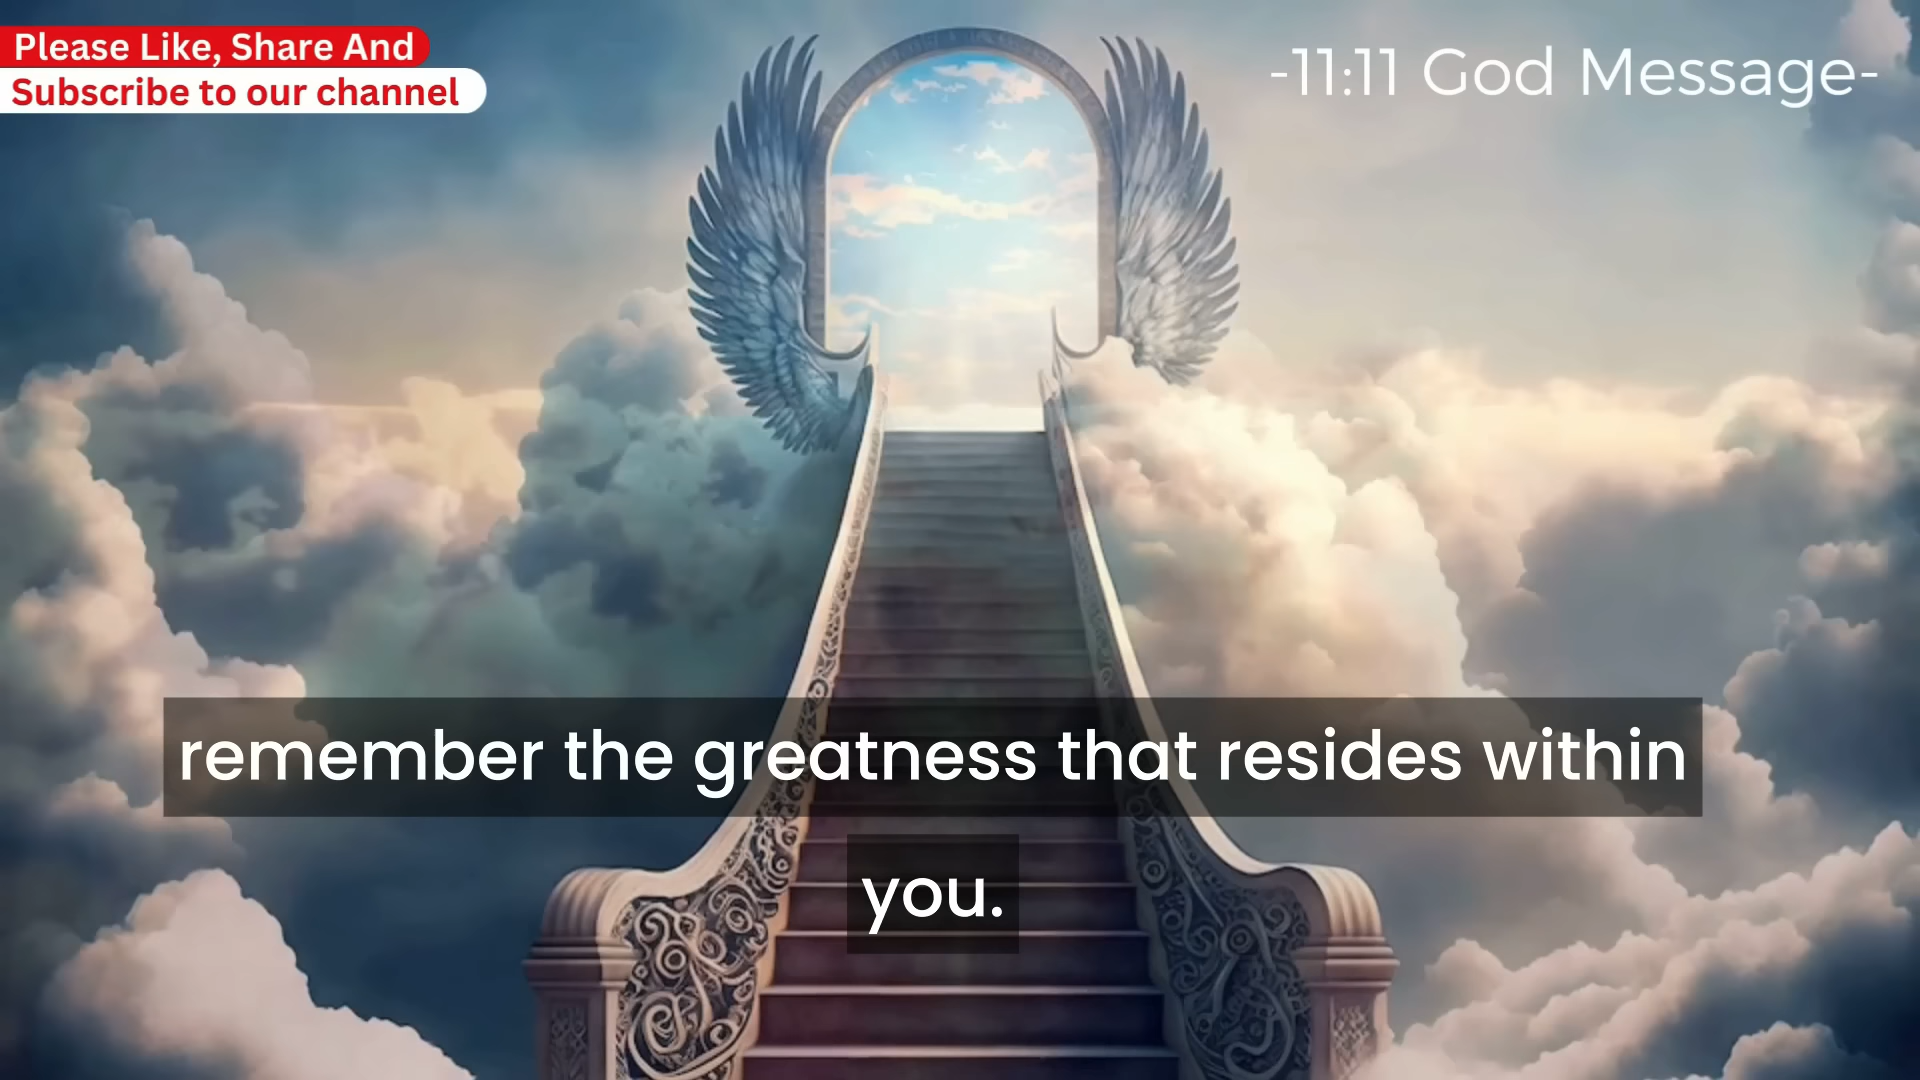 Please Like, Share And
Subscribe to our channel
-11:11 God Message-
remember the greatness that resides within
you.